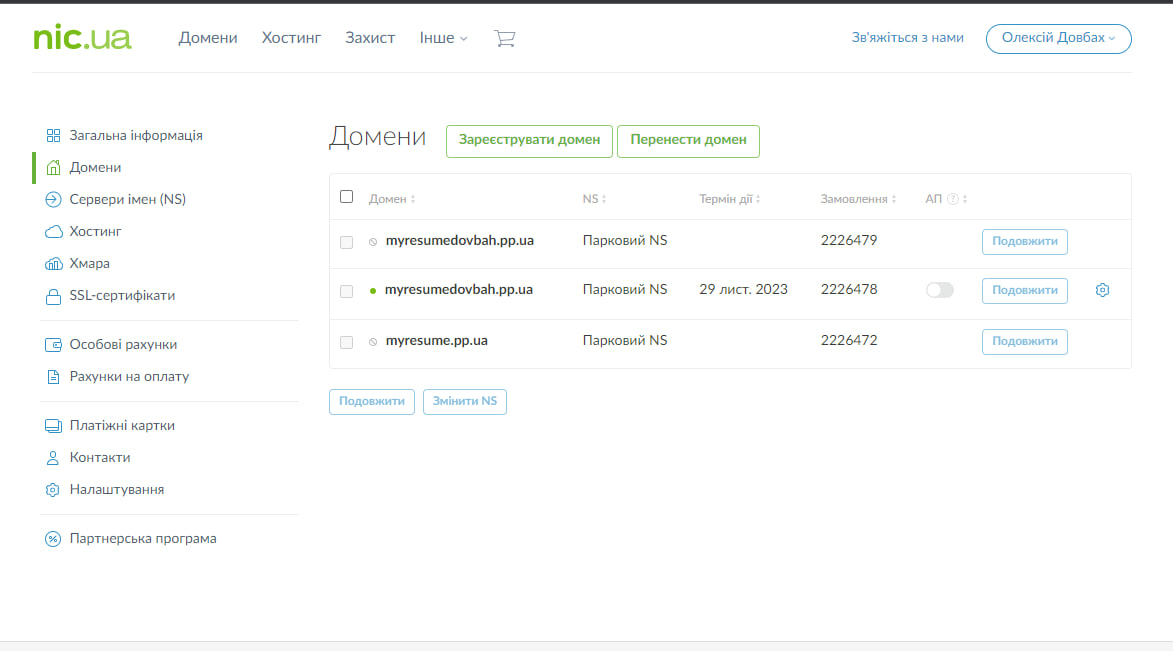 nic.ua Домени Хостинг Захист Інше Зв'яжіться з нами Олексій Довбах
Загальна інформація
Домени
Сервери імен (NS)
Хостинг
Хмара
SSL-сертифікати
Особові рахунки
Рахунки на оплату
Платіжні картки
Контакти
Налаштування
Партнерська програма
Домени Зареєструвати домен Перенести домен
Домен NS Термін дії Замовлення АП ?
myresumedovbah.pp.ua Парковий NS 2226479 Подовжити
myresumedovbah.pp.ua Парковий NS 29 лист. 2023 2226478 Подовжити
myresume.pp.ua Парковий NS 2226472 Подовжити
Подовжити Змінити NS